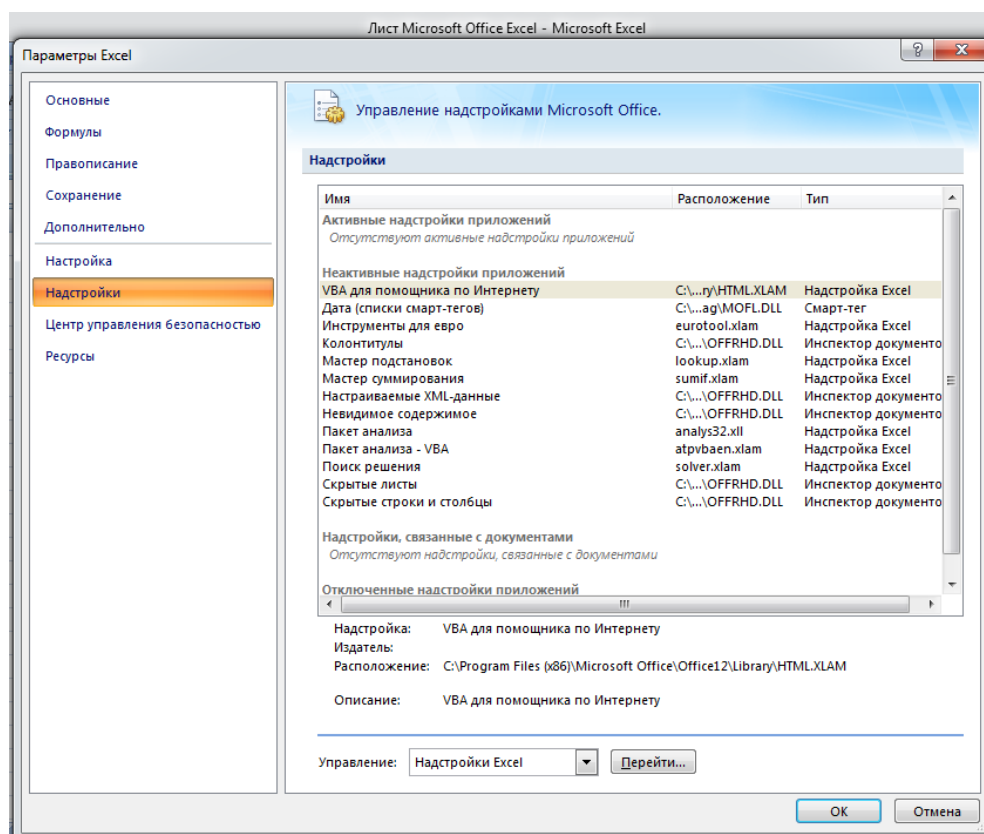 Лист Microsoft Office Excel - Microsoft Excel
Параметры Excel
Основные
Формулы
Правописание
Сохранение
Дополнительно
Настройка
Надстройки
Центр управления безопасностью
Ресурсы
Управление надстройками Microsoft Office.
Надстройки
Имя Расположение Тип
Активные надстройки приложений
Отсутствуют активные надстройки приложений
Неактивные надстройки приложений
VBA для помощника по Интернету C:\...ry\HTML.XLAM Надстройка Excel
Дата (списки смарт-тегов) C:\...ag\MOFL.DLL Смарт-тег
Инструменты для евро eurotool.xlam Надстройка Excel
Колонтитулы C:\...\OFFRHD.DLL Инспектор документо
Мастер подстановок lookup.xlam Надстройка Excel
Мастер суммирования sumif.xlam Надстройка Excel
Настраиваемые XML-данные C:\...\OFFRHD.DLL Инспектор документо
Невидимое содержимое C:\...\OFFRHD.DLL Инспектор документо
Пакет анализа analys32.xll Надстройка Excel
Пакет анализа - VBA atpvbaen.xlam Надстройка Excel
Поиск решения solver.xlam Надстройка Excel
Скрытые листы C:\...\OFFRHD.DLL Инспектор документо
Скрытые строки и столбцы C:\...\OFFRHD.DLL Инспектор документо
Надстройки, связанные с документами
Отсутствуют надстройки, связанные с документами
Отключенные надстройки приложений
Надстройка: VBA для помощника по Интернету
Издатель:
Расположение: C:\Program Files (x86)\Microsoft Office\Office12\Library\HTML.XLAM
Описание: VBA для помощника по Интернету
Управление: Надстройки Excel Перейти...
ОК Отмена